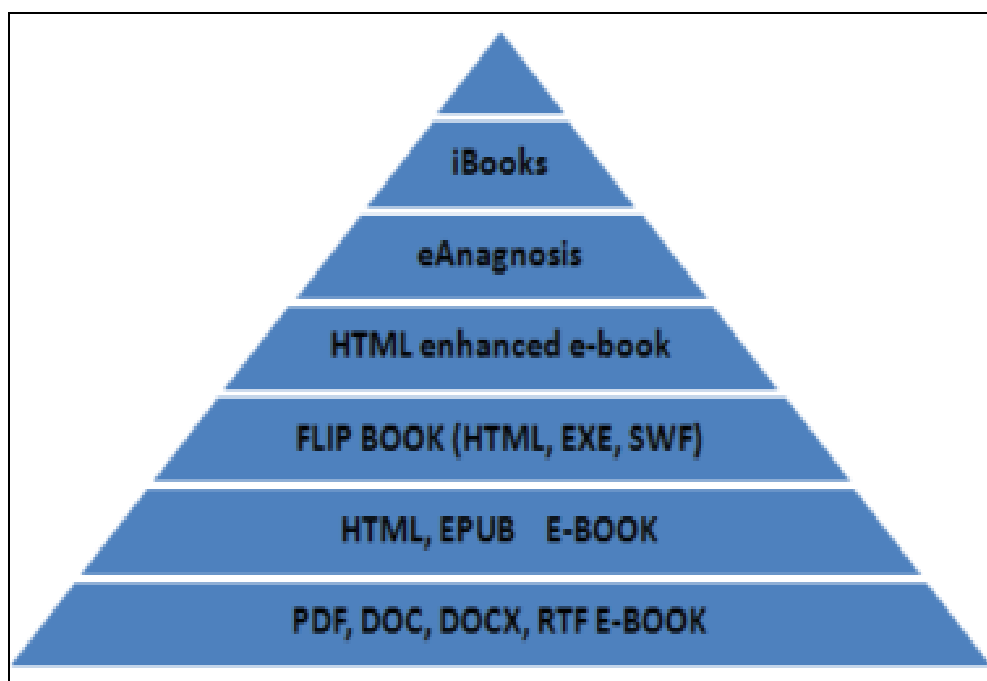 iBooks
eAnagnosis
HTML enhanced e-book
FLIP BOOK (HTML, EXE, SWF)
HTML, EPUB E-BOOK
PDF, DOC, DOCX, RTF E-BOOK